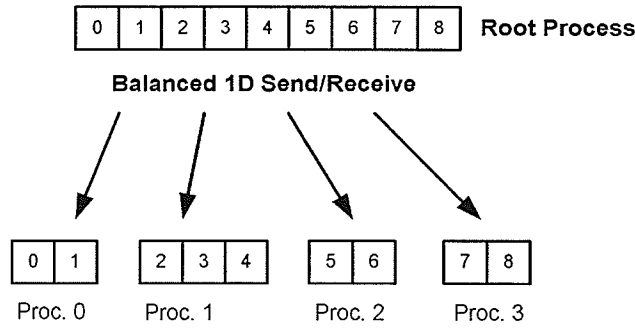 0 1 2 3 4 5 6 7 8 Root Process
Balanced 1D Send/Receive
0 1 2 3 4 5 6 7 8
Proc. 0 Proc. 1 Proc. 2 Proc. 3